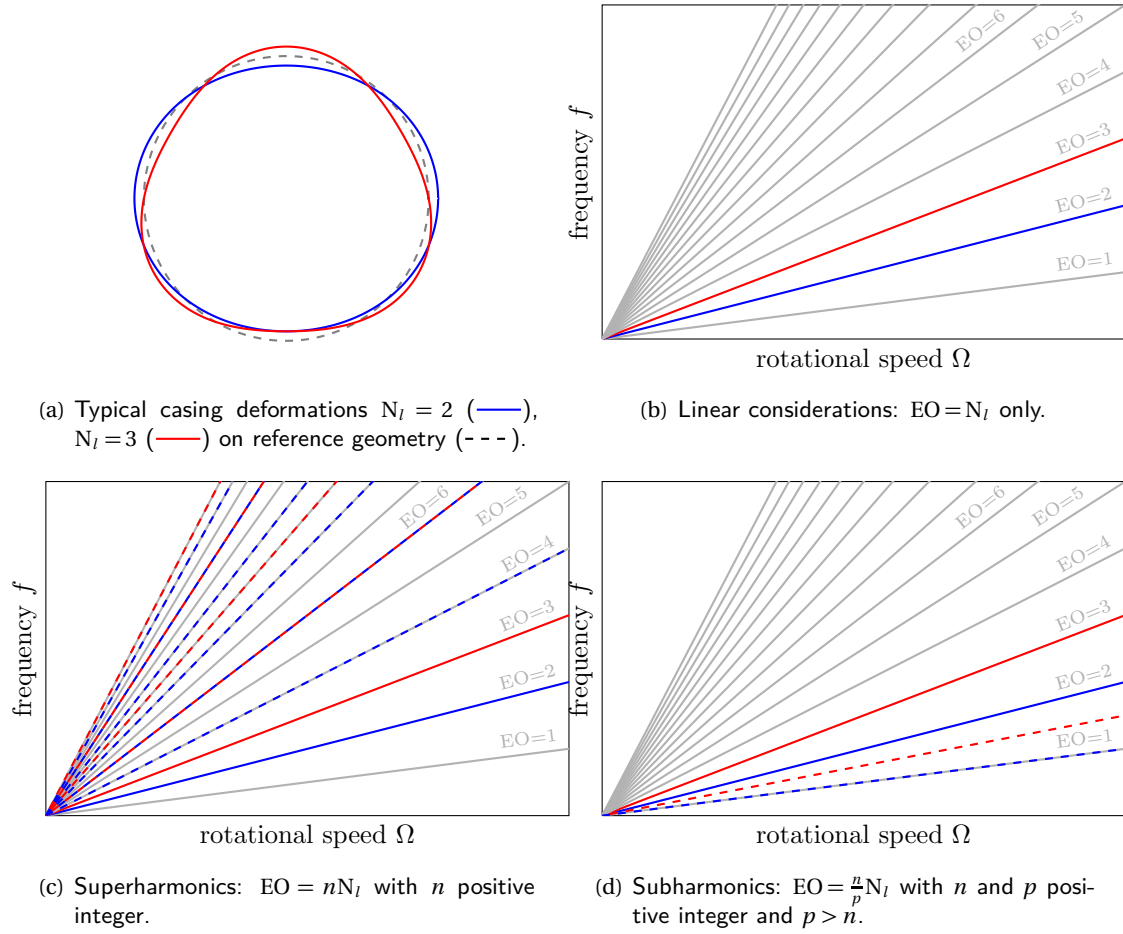 frequency f
EO=1
EO=2
EO=3
EO=4
EO=5
EO=6
rotational speed Ω
(a) Typical casing deformations N_l = 2 (——),
N_l = 3 (——) on reference geometry (- - -).
(b) Linear considerations: EO = N_l only.
frequency f
EO=1
EO=2
EO=3
EO=4
EO=5
EO=6
rotational speed Ω
frequency f
EO=1
EO=2
EO=3
EO=4
EO=5
EO=6
rotational speed Ω
(c) Superharmonics: EO = nN_l with n positive
integer.
(d) Subharmonics: EO = n/p N_l with n and p posi-
tive integer and p > n.